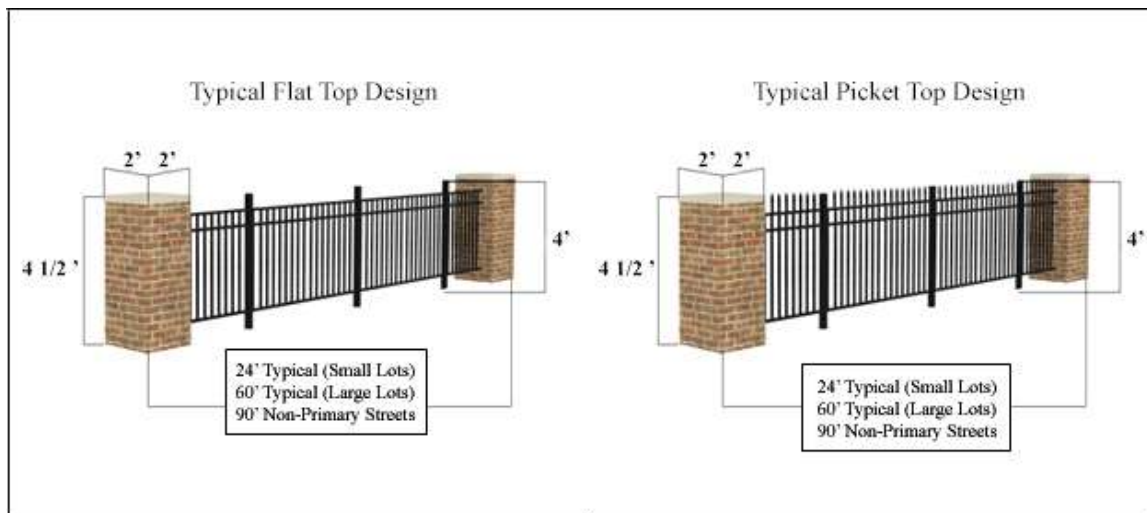 Typical Flat Top Design
2’ 2’
4 1/2 ’
4’
24’ Typical (Small Lots)
60’ Typical (Large Lots)
90’ Non-Primary Streets
Typical Picket Top Design
2’ 2’
4 1/2 ’
4’
24’ Typical (Small Lots)
60’ Typical (Large Lots)
90’ Non-Primary Streets